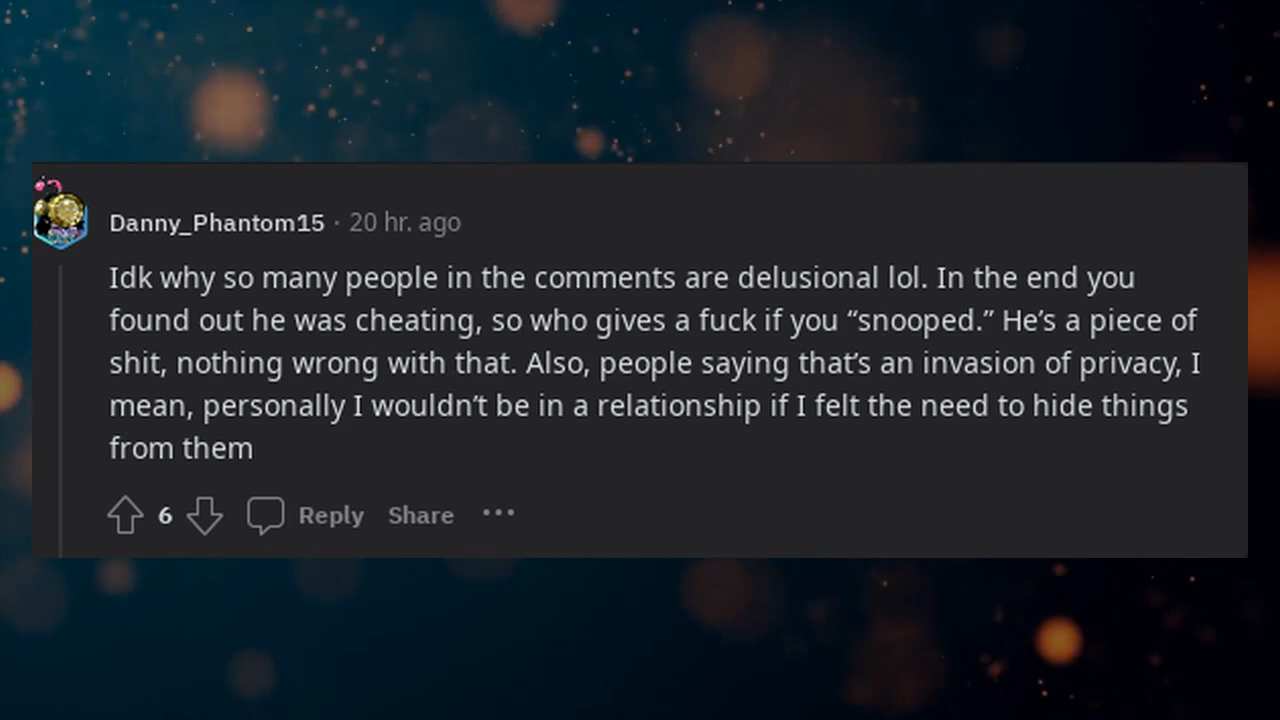 Danny_Phantom15 · 20 hr. ago
Idk why so many people in the comments are delusional lol. In the end you
found out he was cheating, so who gives a fuck if you “snooped.” He’s a piece of
shit, nothing wrong with that. Also, people saying that’s an invasion of privacy, I
mean, personally I wouldn’t be in a relationship if I felt the need to hide things
from them
6 Reply Share